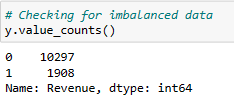 # Checking for imbalanced data
y.value_counts()
0    10297
1     1908
Name: Revenue, dtype: int64